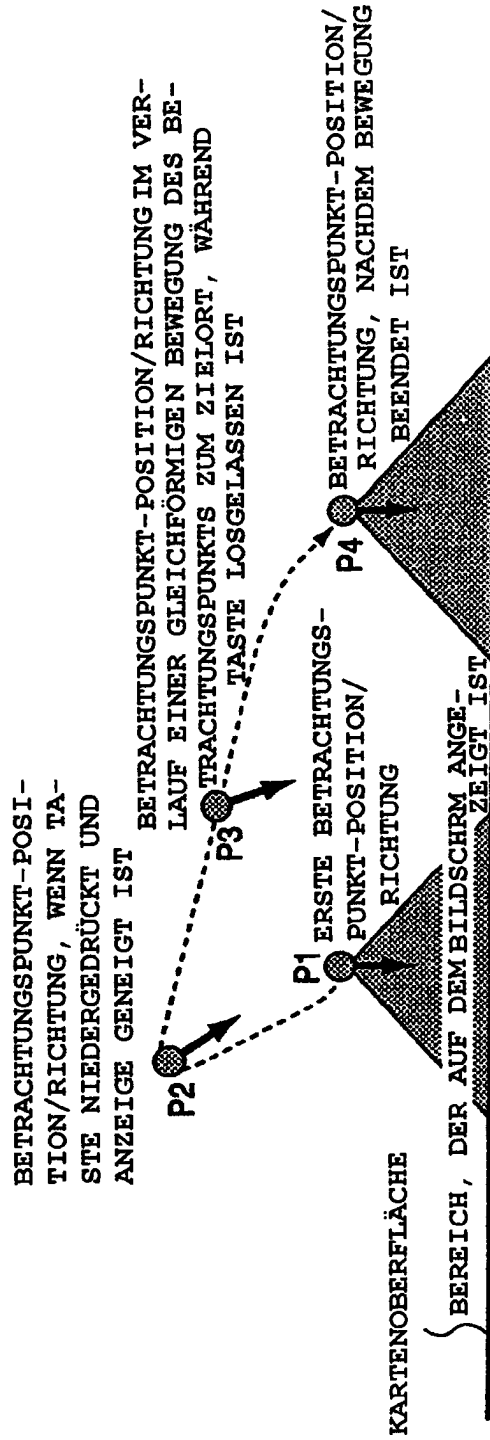 BETRACHTUNGSPUNKT-POSI-
TION/RICHTUNG, WENN TA-
STE NIEDERGEDRÜCKT UND
ANZEIGE GENEIGT IST
P2
BETRACHTUNGSPUNKT-POSITION/RICHTUNG IM VER-
LAUF EINER GLEICHFÖRMIGEN BEWEGUNG DES BE-
TRACHTUNGSPUNKTS ZUM ZIELORT, WÄHREND
TASTE LOSGELASSEN IST
P3
P1
ERSTE BETRACHTUNGS-
PUNKT-POSITION/
RICHTUNG
P4
BETRACHTUNGSPUNKT-POSITION/
RICHTUNG, NACHDEM BEWEGUNG
BEENDET IST
KARTENOBERFLÄCHE
BEREICH, DER AUF DEM BILDSCHRM ANGE-
ZEIGT IST